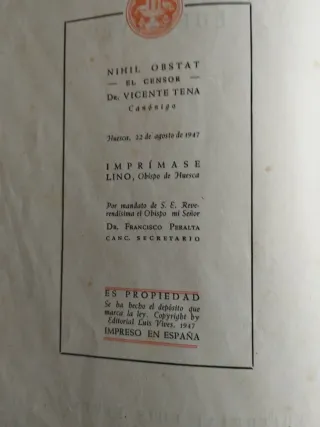 NIHIL OBSTAT
— EL CENSOR —
DR. VICENTE TENA
Canónigo
Huesca, 22 de agosto de 1947
IMPRÍMASE
LINO, Obispo de Huesca
Por mandato de S. E. Reve-
rendísima el Obispo mi Señor
DR. FRANCISCO PERALTA
CANC. SECRETARIO
ES PROPIEDAD
Se ha hecho el depósito que
marca la ley. Copyright by
Editorial Luis Vives. 1947
IMPRESO EN ESPAÑA